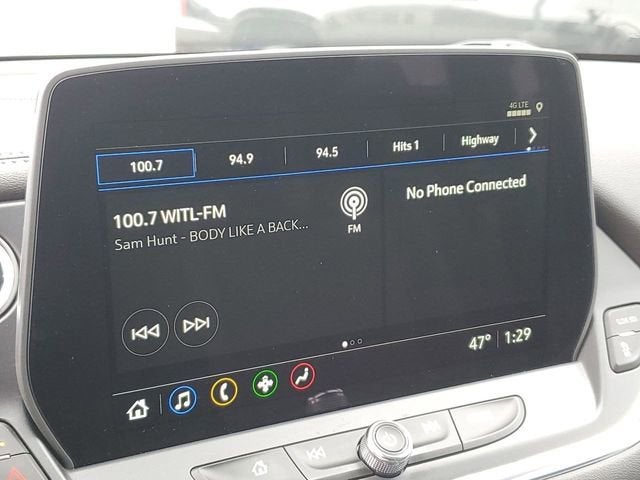 4G LTE
100.7 94.9 94.5 Hits 1 Highway
100.7 WITL-FM
Sam Hunt - BODY LIKE A BACK...
FM
No Phone Connected
47° 1:29